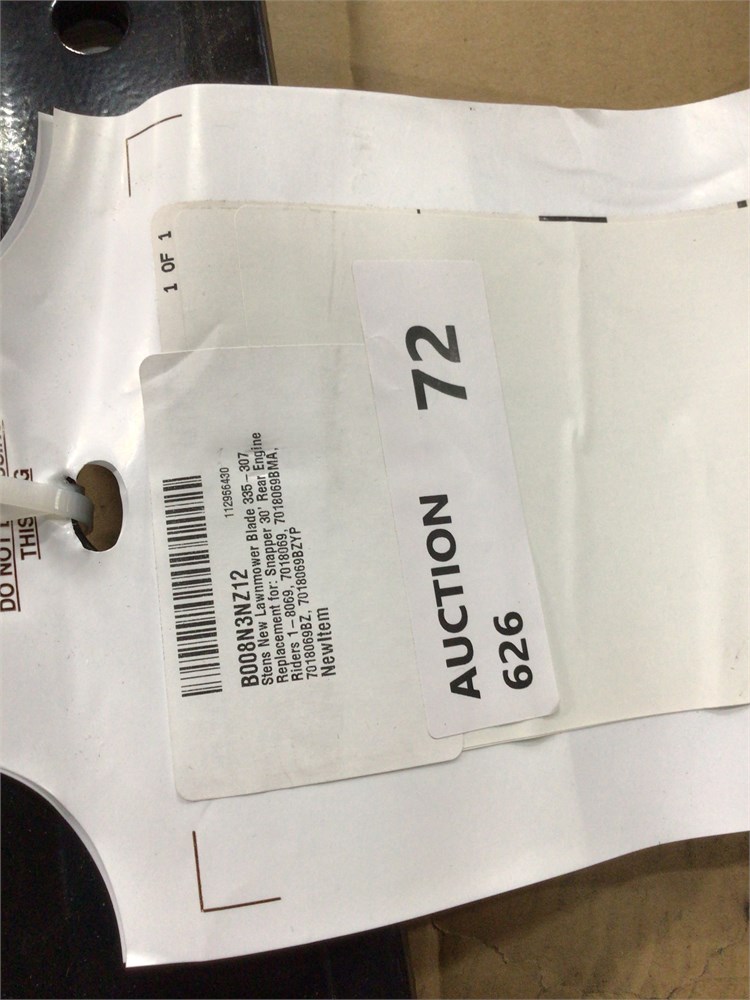 1 OF 1
112966430
B008N3NZ12
Stens New Lawnmower Blade 335-307,
Replacement for: Snapper 30' Rear Engine
Riders 1-8069, 7018069, 7018069BMA,
7018069BZ, 7018069BZYP
NewItem
AUCTION 72
626
DO NOT
THIS